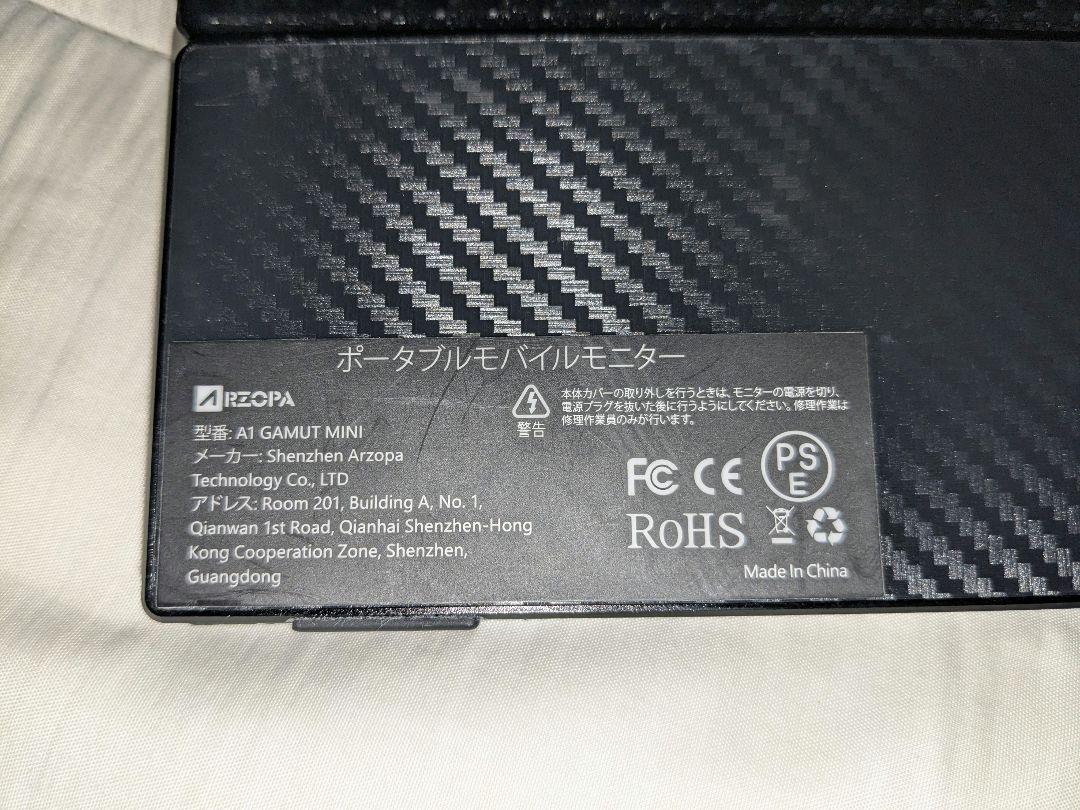 ポータブルモバイルモニター
ARZOPA
型番: A1 GAMUT MINI
メーカー: Shenzhen Arzopa
Technology Co., LTD
アドレス: Room 201, Building A, No. 1,
Qianwan 1st Road, Qianhai Shenzhen-Hong
Kong Cooperation Zone, Shenzhen,
Guangdong
警告
本体カバーの取り外しを行うときは、モニターの電源を切り、
電源プラグを抜いた後に行うようにしてください。修理作業は
修理作業員のみが行います。
FC CE PS
E
RoHS
Made In China